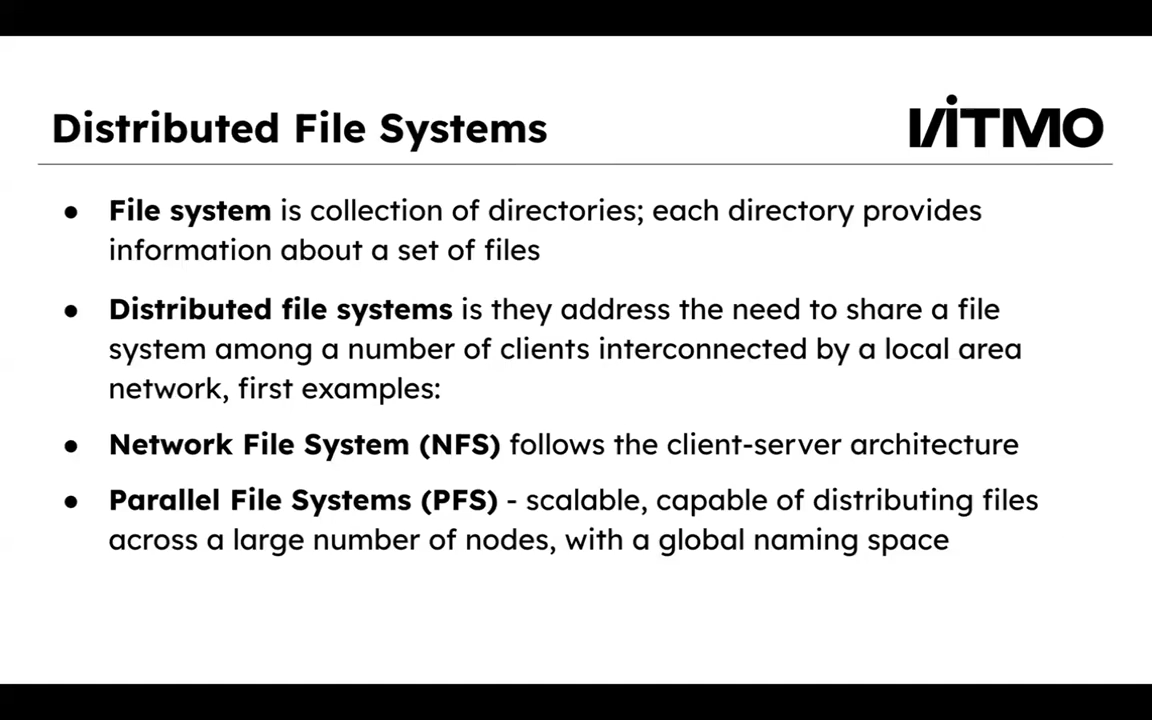 Distributed File Systems
ITMO
● File system is collection of directories; each directory provides
information about a set of files
● Distributed file systems is they address the need to share a file
system among a number of clients interconnected by a local area
network, first examples:
● Network File System (NFS) follows the client-server architecture
● Parallel File Systems (PFS) - scalable, capable of distributing files
across a large number of nodes, with a global naming space